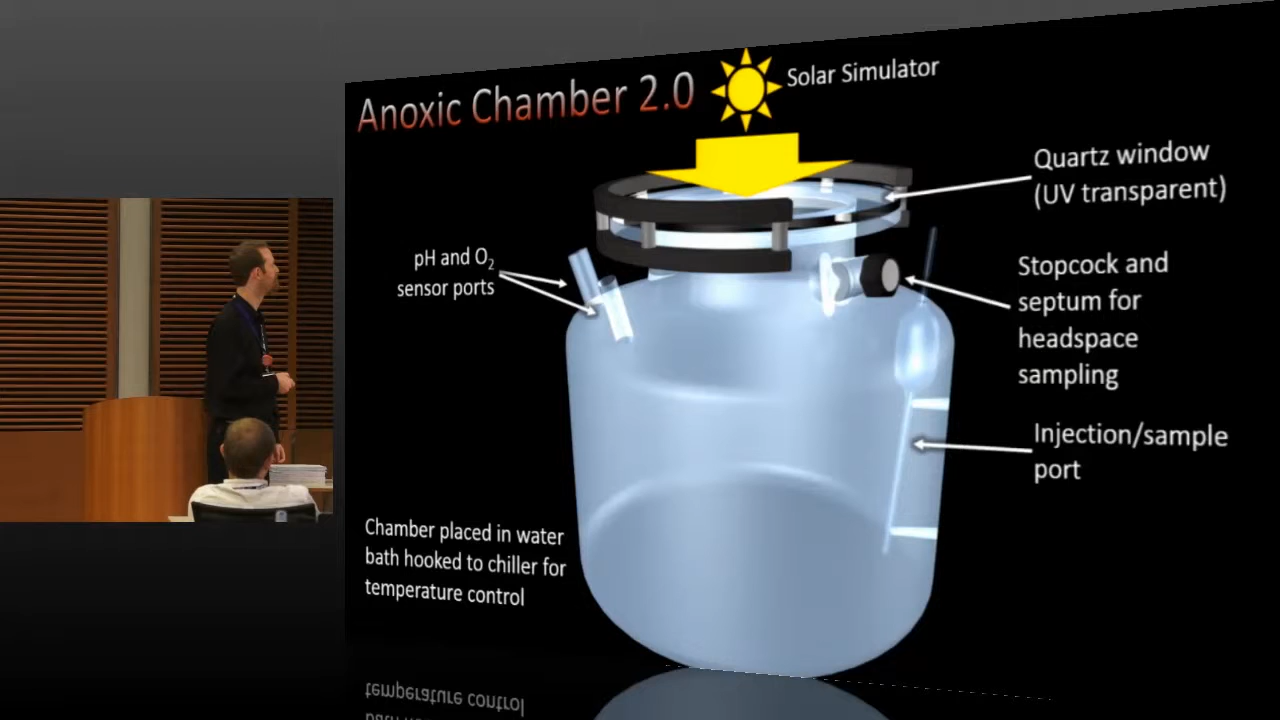 Anoxic Chamber 2.0
Solar Simulator
Quartz window
(UV transparent)
pH and O₂
sensor ports
Stopcock and
septum for
headspace
sampling
Injection/sample
port
Chamber placed in water
bath hooked to chiller for
temperature control